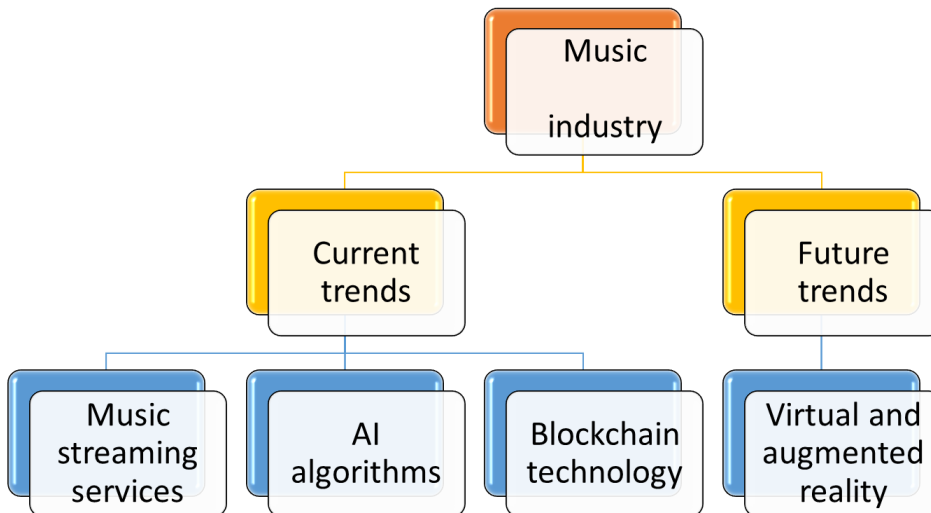 Music
industry
Current
trends
Future
trends
Music
streaming
services
AI
algorithms
Blockchain
technology
Virtual and
augmented
reality